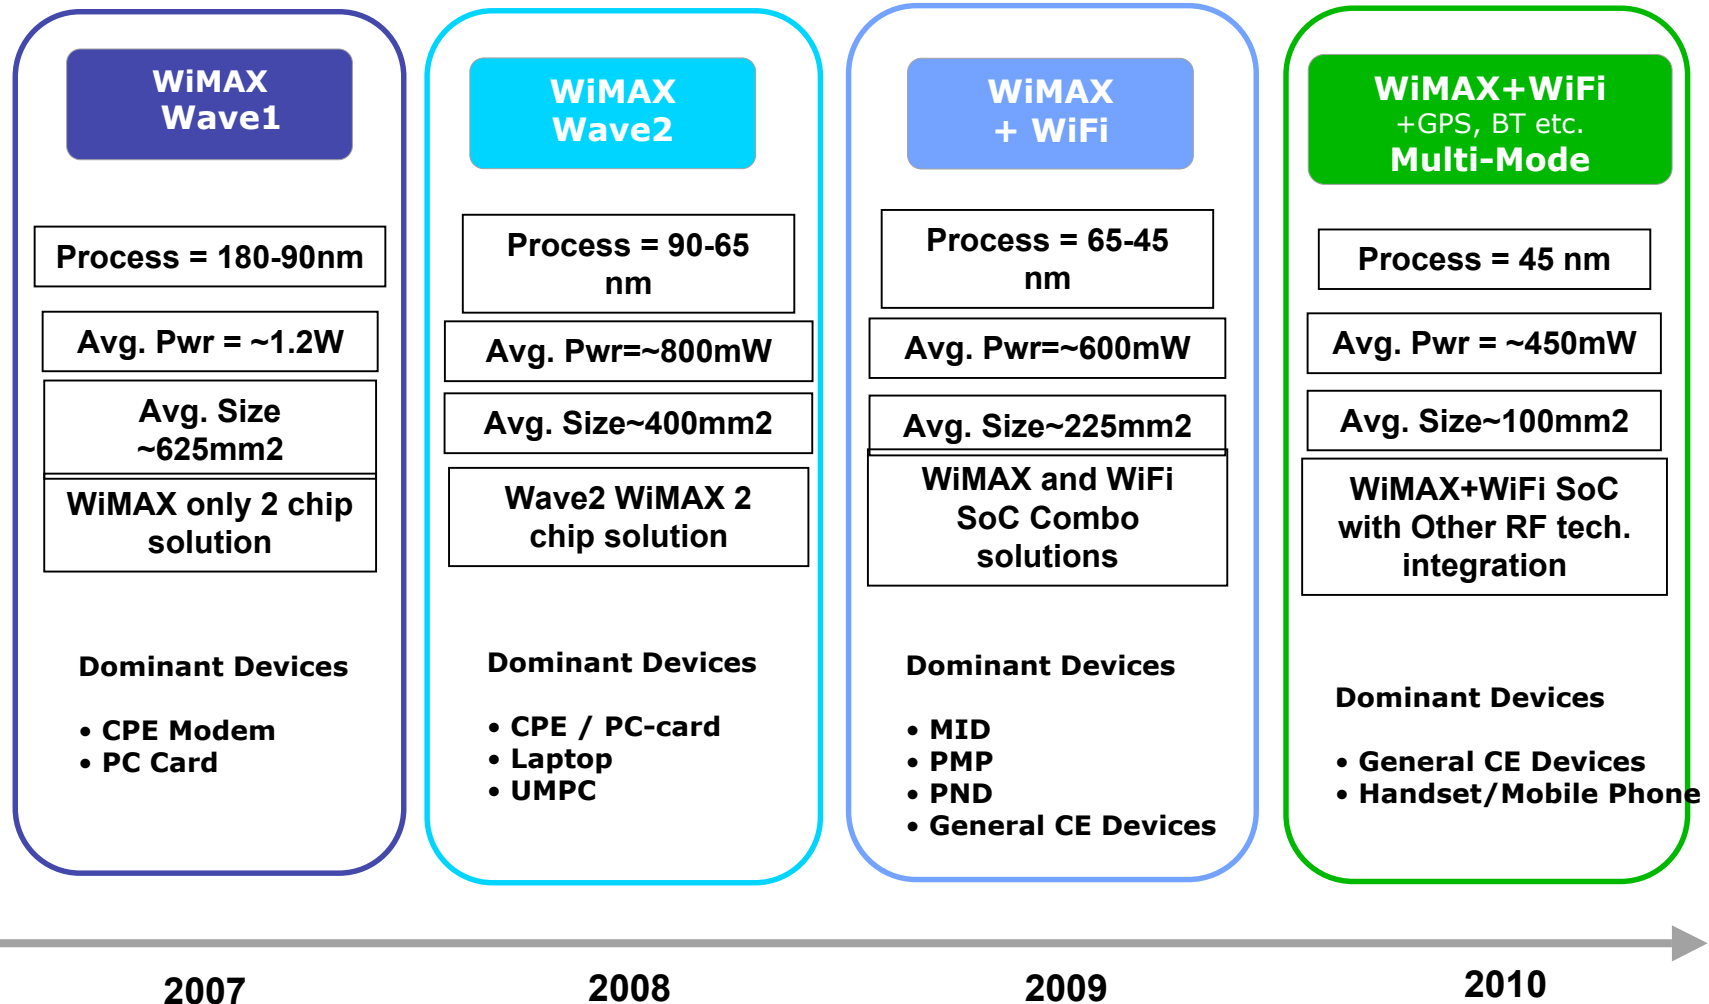 WiMAX
Wave1
Process = 180-90nm
Avg. Pwr = ~1.2W
Avg. Size
~625mm2
WiMAX only 2 chip
solution
Dominant Devices
• CPE Modem
• PC Card
2007
WiMAX
Wave2
Process = 90-65
nm
Avg. Pwr=~800mW
Avg. Size~400mm2
Wave2 WiMAX 2
chip solution
Dominant Devices
• CPE / PC-card
• Laptop
• UMPC
2008
WiMAX
+ WiFi
Process = 65-45
nm
Avg. Pwr=~600mW
Avg. Size~225mm2
WiMAX and WiFi
SoC Combo
solutions
Dominant Devices
• MID
• PMP
• PND
• General CE Devices
2009
WiMAX+WiFi
+GPS, BT etc.
Multi-Mode
Process = 45 nm
Avg. Pwr = ~450mW
Avg. Size~100mm2
WiMAX+WiFi SoC
with Other RF tech.
integration
Dominant Devices
• General CE Devices
• Handset/Mobile Phone
2010